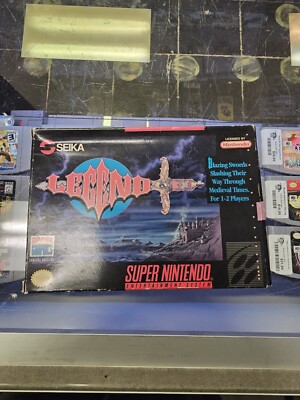 SEIKA
LICENSED BY
Nintendo
LEGEND
Blazing Swords
Slashing Their
Way Through
Medieval Times.
For 1-2 Players
SUPER NINTENDO
ENTERTAINMENT SYSTEM